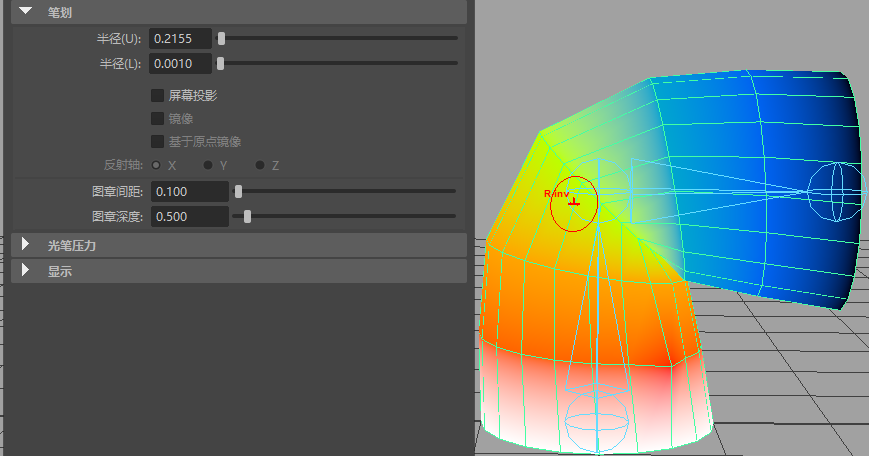 笔划
半径(U): 0.2155
半径(L): 0.0010
屏幕投影
镜像
基于原点镜像
反射轴: X Y Z
图章间距: 0.100
图章深度: 0.500
光笔压力
显示